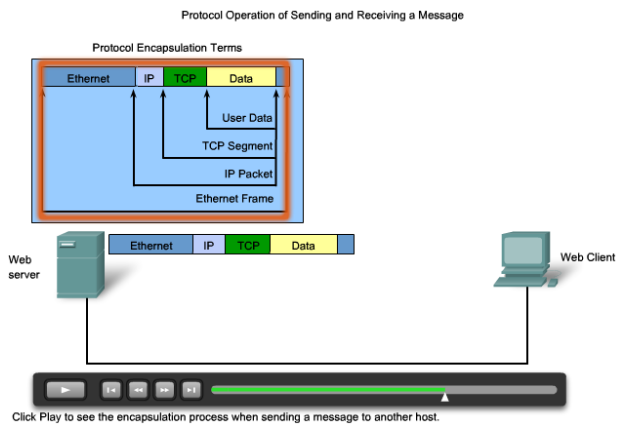 Protocol Operation of Sending and Receiving a Message
Protocol Encapsulation Terms
Ethernet IP TCP Data
User Data
TCP Segment
IP Packet
Ethernet Frame
Ethernet IP TCP Data
Web
server
Web Client
Click Play to see the encapsulation process when sending a message to another host.